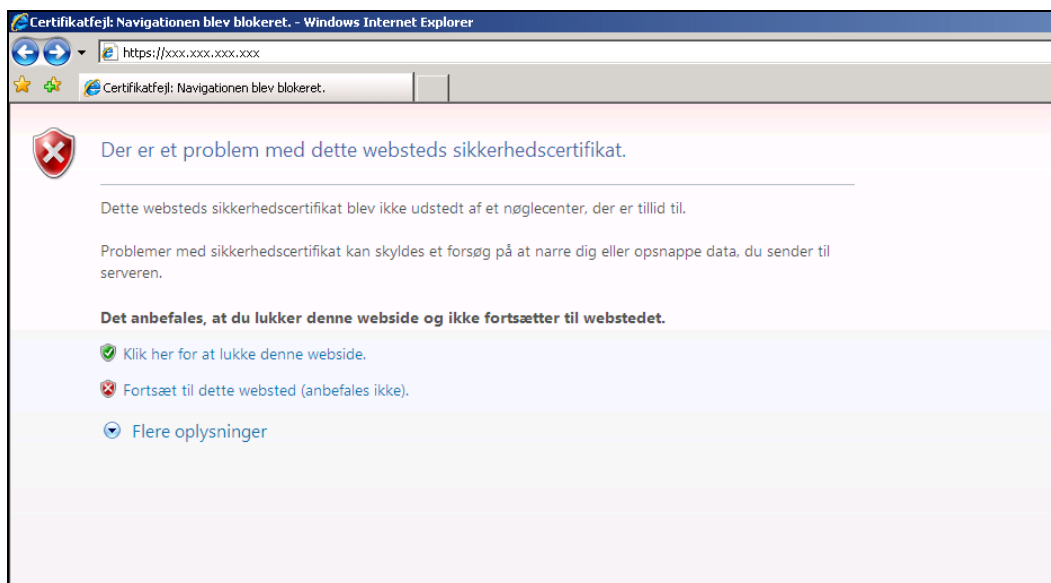 Certifikatfejl: Navigationen blev blokeret. - Windows Internet Explorer
https://xxx.xxx.xxx.xxx
Certifikatfejl: Navigationen blev blokeret.
Der er et problem med dette websteds sikkerhedscertifikat.
Dette websteds sikkerhedscertifikat blev ikke udstedt af et nøglecenter, der er tillid til.
Problemer med sikkerhedscertifikat kan skyldes et forsøg på at narre dig eller opsnappe data, du sender til
serveren.
Det anbefales, at du lukker denne webside og ikke fortsætter til webstedet.
Klik her for at lukke denne webside.
Fortsæt til dette websted (anbefales ikke).
Flere oplysninger